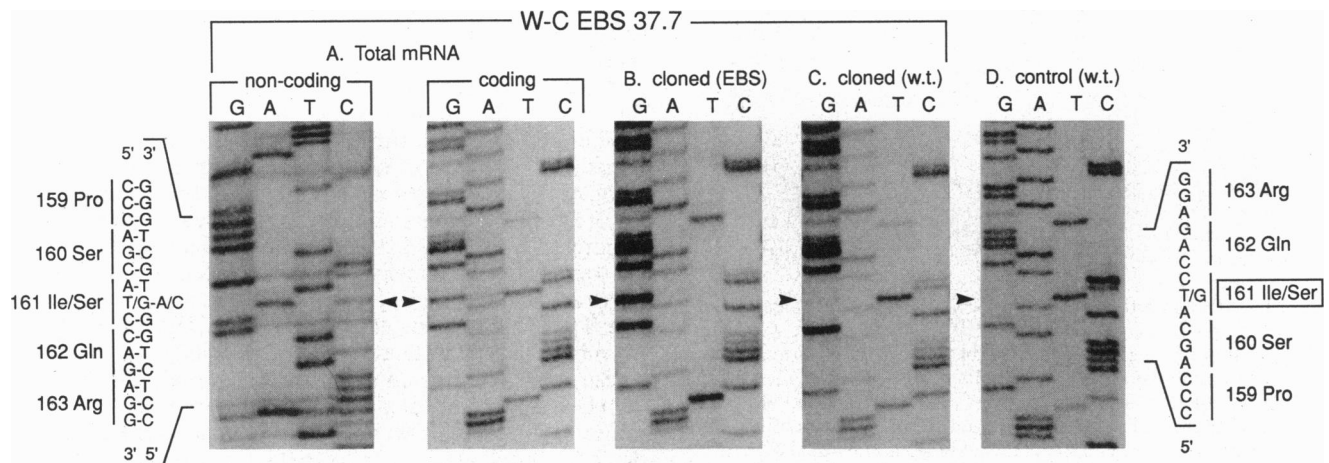 W-C EBS 37.7
A. Total mRNA
non-coding
coding
B. cloned (EBS)
C. cloned (w.t.)
D. control (w.t.)
G A T C
G A T C
G A T C
G A T C
G A T C
5' 3'
159 Pro
C-G
C-G
C-G
160 Ser
A-T
G-C
C-G
161 Ile/Ser
A-T
T/G-A/C
C-G
162 Gln
C-G
A-T
G-C
163 Arg
A-T
G-C
G-C
3' 5'
3'
G
G
A
163 Arg
G
A
C
162 Gln
C
T/G
A
161 Ile/Ser
C
G
A
160 Ser
C
C
C
159 Pro
5'